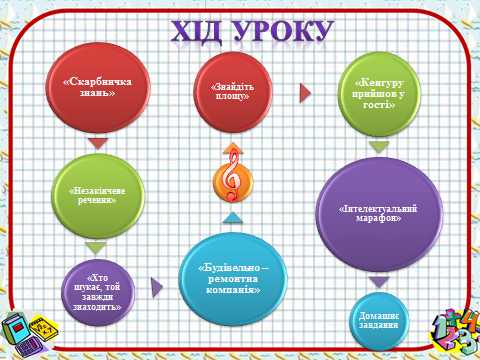 ХІД УРОКУ
«Скарбничка
знань»
«Незакінчене
речення»
«Хто
шукає, той
завжди
знаходить»
«Будівельно –
ремонтна
компанія»
«Знайдіть
площу»
«Кенгуру
прийшов у
гості»
«Інтелектуальний
марафон»
Домашнє
завдання